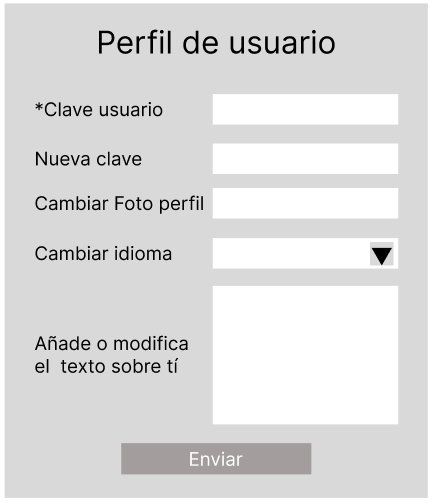 Perfil de usuario
*Clave usuario
Nueva clave
Cambiar Foto perfil
Cambiar idioma
Añade o modifica
el texto sobre tí
Enviar